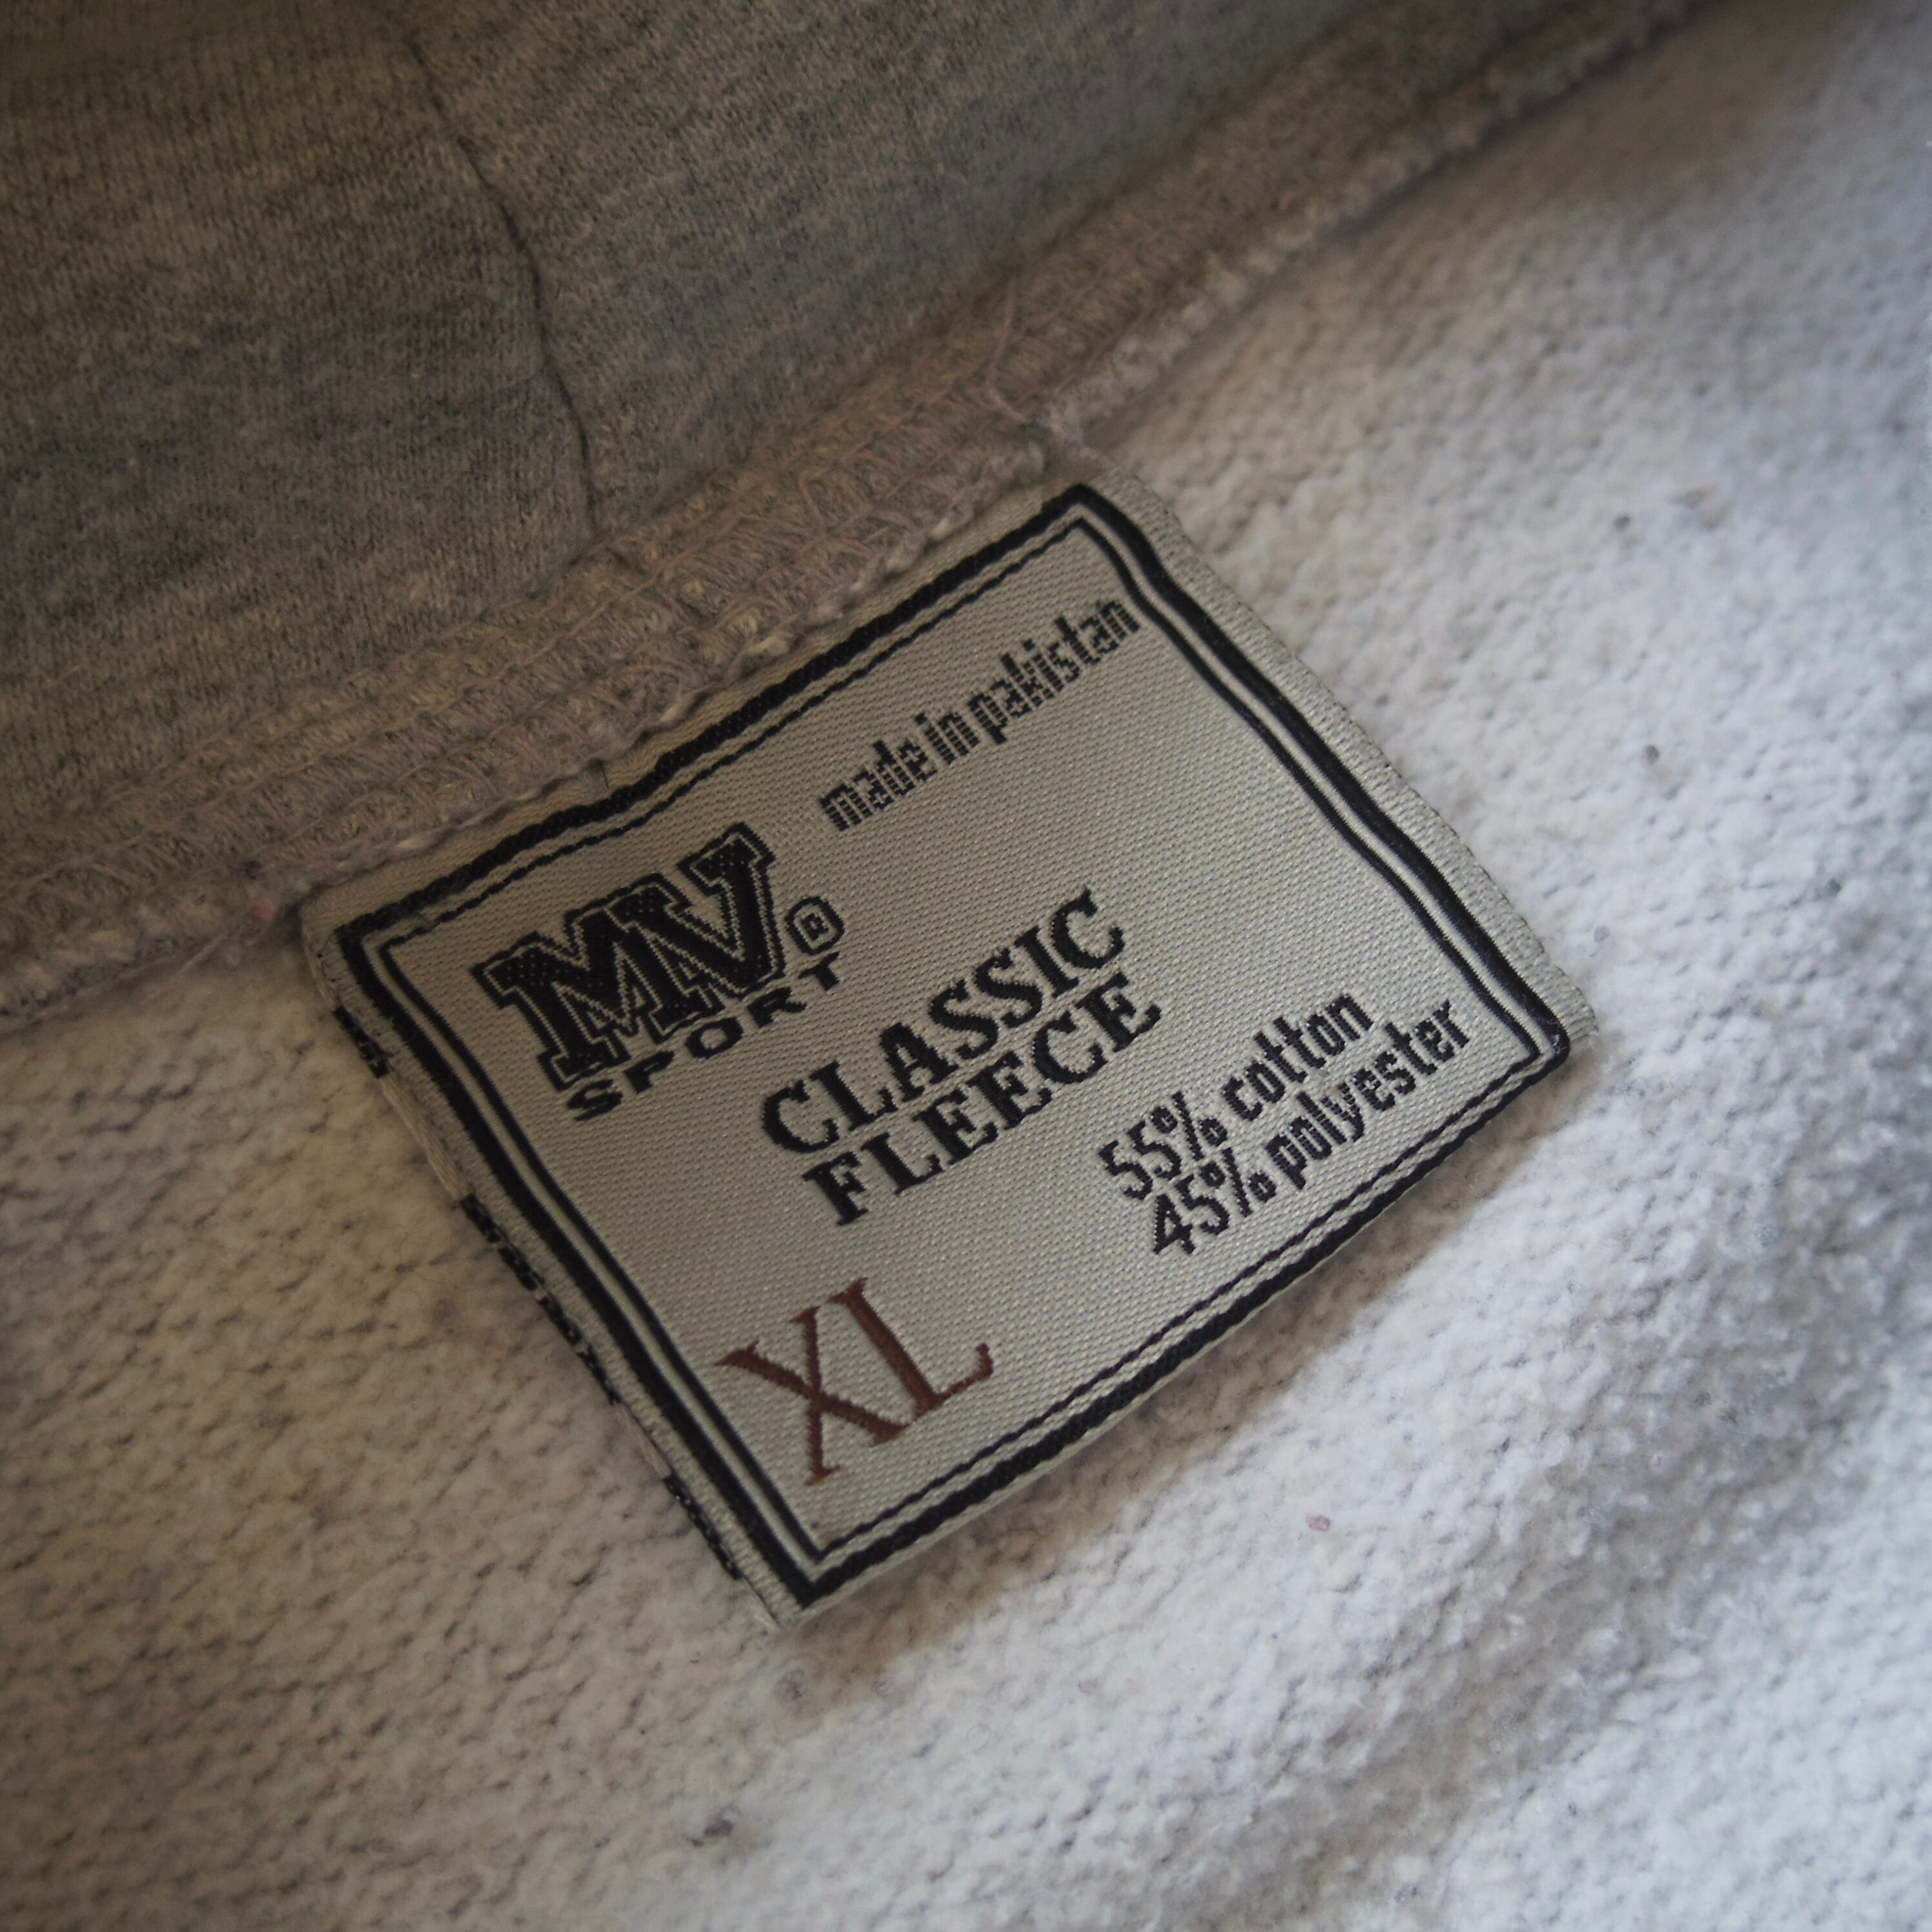 made in pakistan
MV®
SPORT
CLASSIC
FLEECE
55% cotton
45% polyester
XL